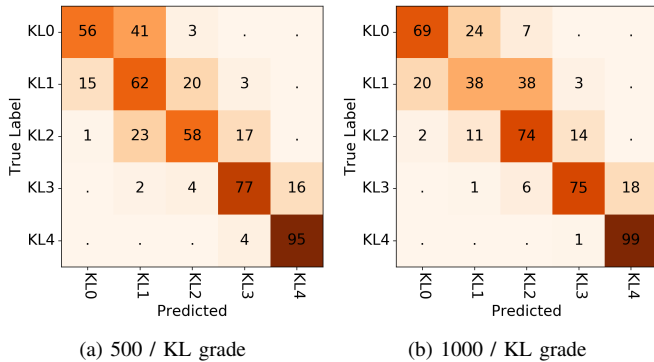 KL0 56 41 3 . .
KL1 15 62 20 3 .
KL2 1 23 58 17 .
KL3 . 2 4 77 16
KL4 . . . 4 95
True Label
KL0 KL1 KL2 KL3 KL4
Predicted
(a) 500 / KL grade
KL0 69 24 7 . .
KL1 20 38 38 3 .
KL2 2 11 74 14 .
KL3 . 1 6 75 18
KL4 . . . 1 99
True Label
KL0 KL1 KL2 KL3 KL4
Predicted
(b) 1000 / KL grade